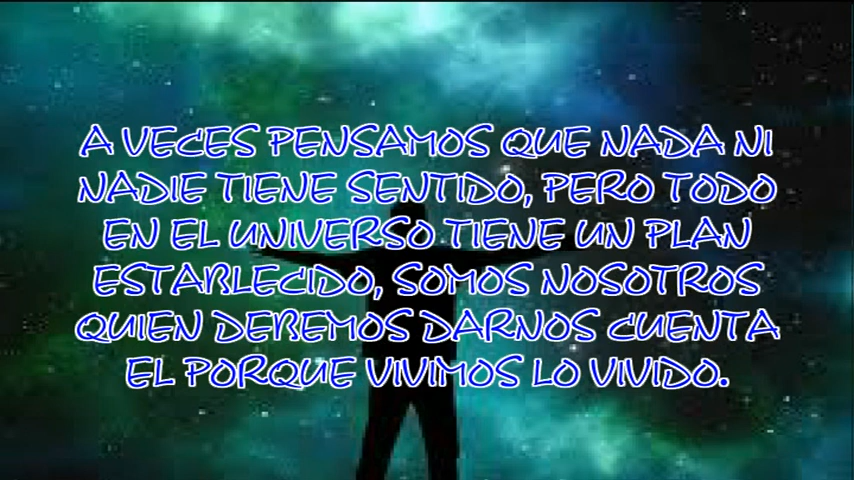 A VECES PENSAMOS QUE NADA NI
NADIE TIENE SENTIDO, PERO TODO
EN EL UNIVERSO TIENE UN PLAN
ESTABLECIDO, SOMOS NOSOTROS
QUIEN DEBEMOS DARNOS CUENTA
EL PORQUE VIVIMOS LO VIVIDO.